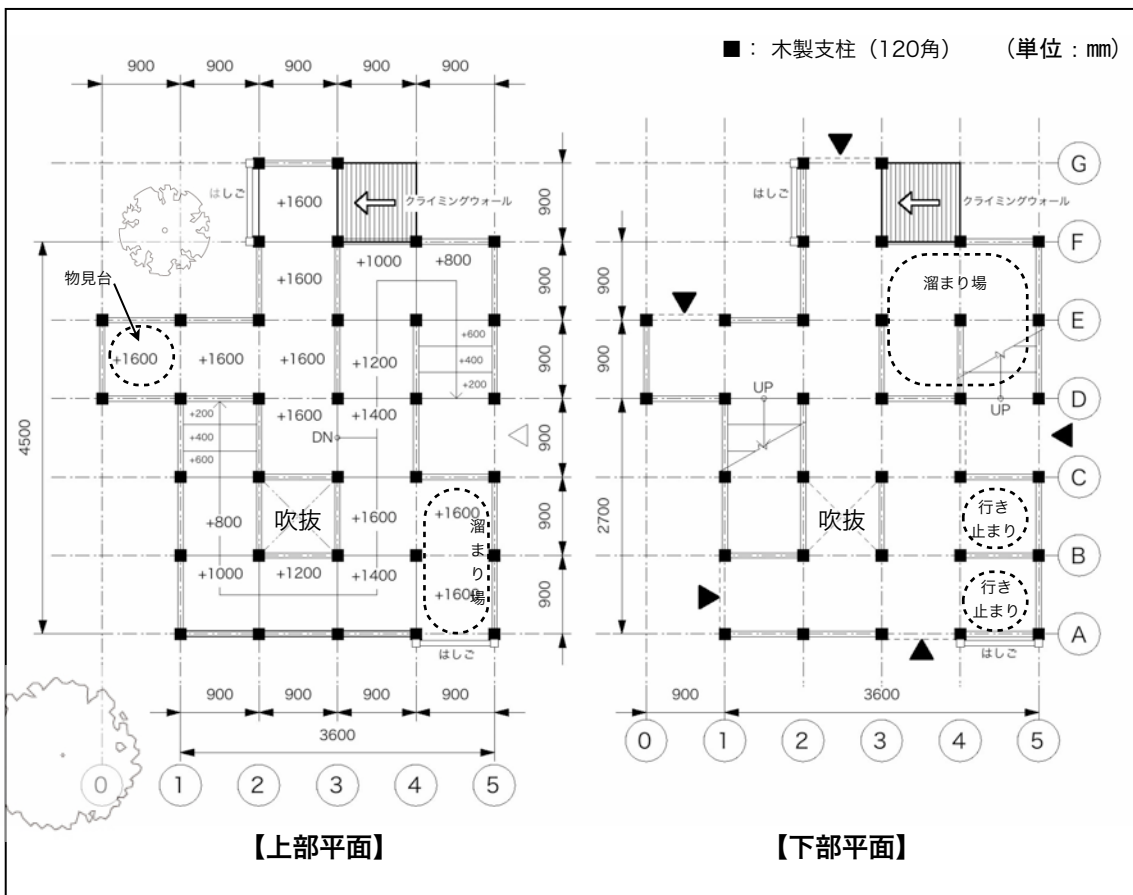 ■： 木製支柱（120角） （単位：㎜）
900 900 900 900 900
はしご
+1600
クライミングウォール
900
+1600
+1000
+800
900
物見台
+1600
+1600
+1600
+1200
+600
+400
+200
900
4500
+200
+400
+600
+1600
DN
+1400
900
+800
吹抜
+1600
+1600
溜まり場
900
+1000
+1200
+1400
+1600
900
はしご
900 900 900 900
3600
0 1 2 3 4 5
【上部平面】
はしご
クライミングウォール
G
F
900
溜まり場
E
900
UP
UP
D
2700
吹抜
行き
止まり
C
B
行き
止まり
A
はしご
900 3600
0 1 2 3 4 5
【下部平面】